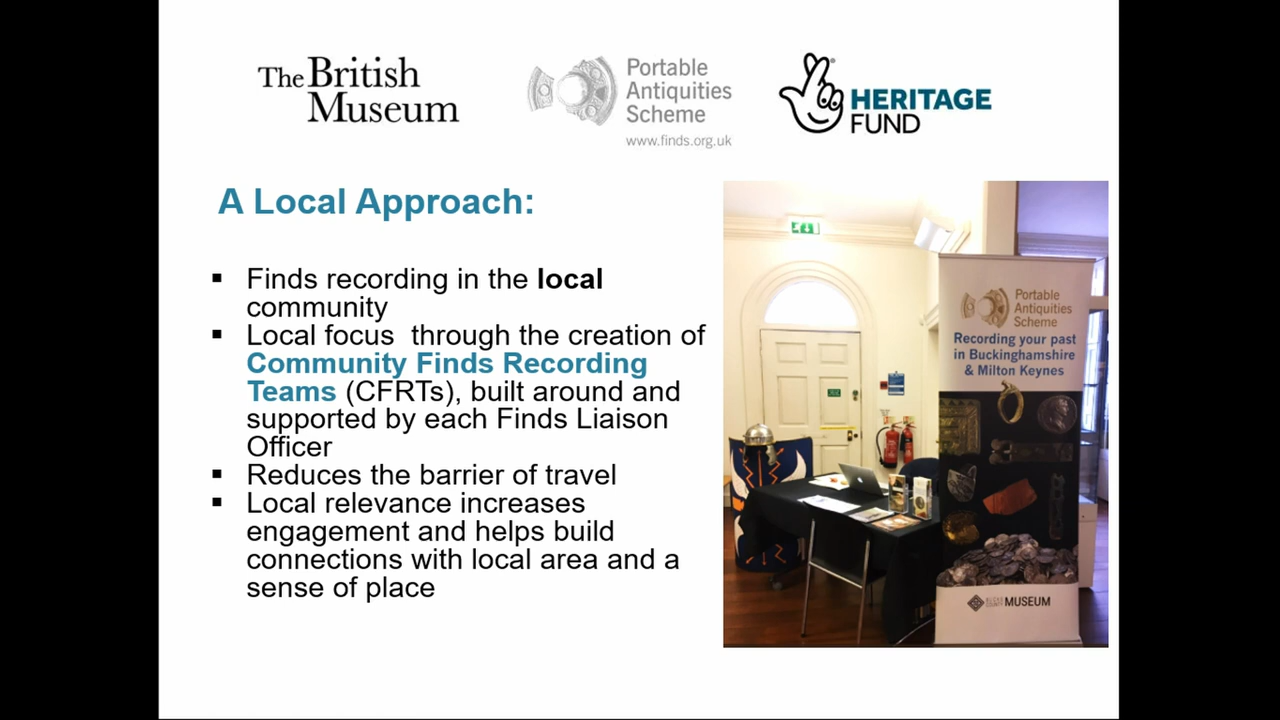 The British
Museum
Portable
Antiquities
Scheme
www.finds.org.uk
HERITAGE
FUND
A Local Approach:
▪ Finds recording in the local
community
▪ Local focus through the creation of
Community Finds Recording
Teams (CFRTs), built around and
supported by each Finds Liaison
Officer
▪ Reduces the barrier of travel
▪ Local relevance increases
engagement and helps build
connections with local area and a
sense of place
Portable
Antiquities
Scheme
Recording your past
in Buckinghamshire
& Milton Keynes
MUSEUM